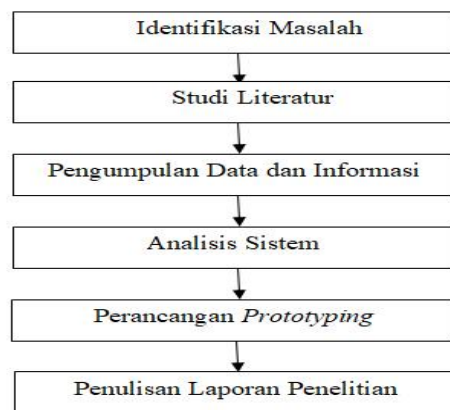 Identifikasi Masalah
Studi Literatur
Pengumpulan Data dan Informasi
Analisis Sistem
Perancangan Prototyping
Penulisan Laporan Penelitian